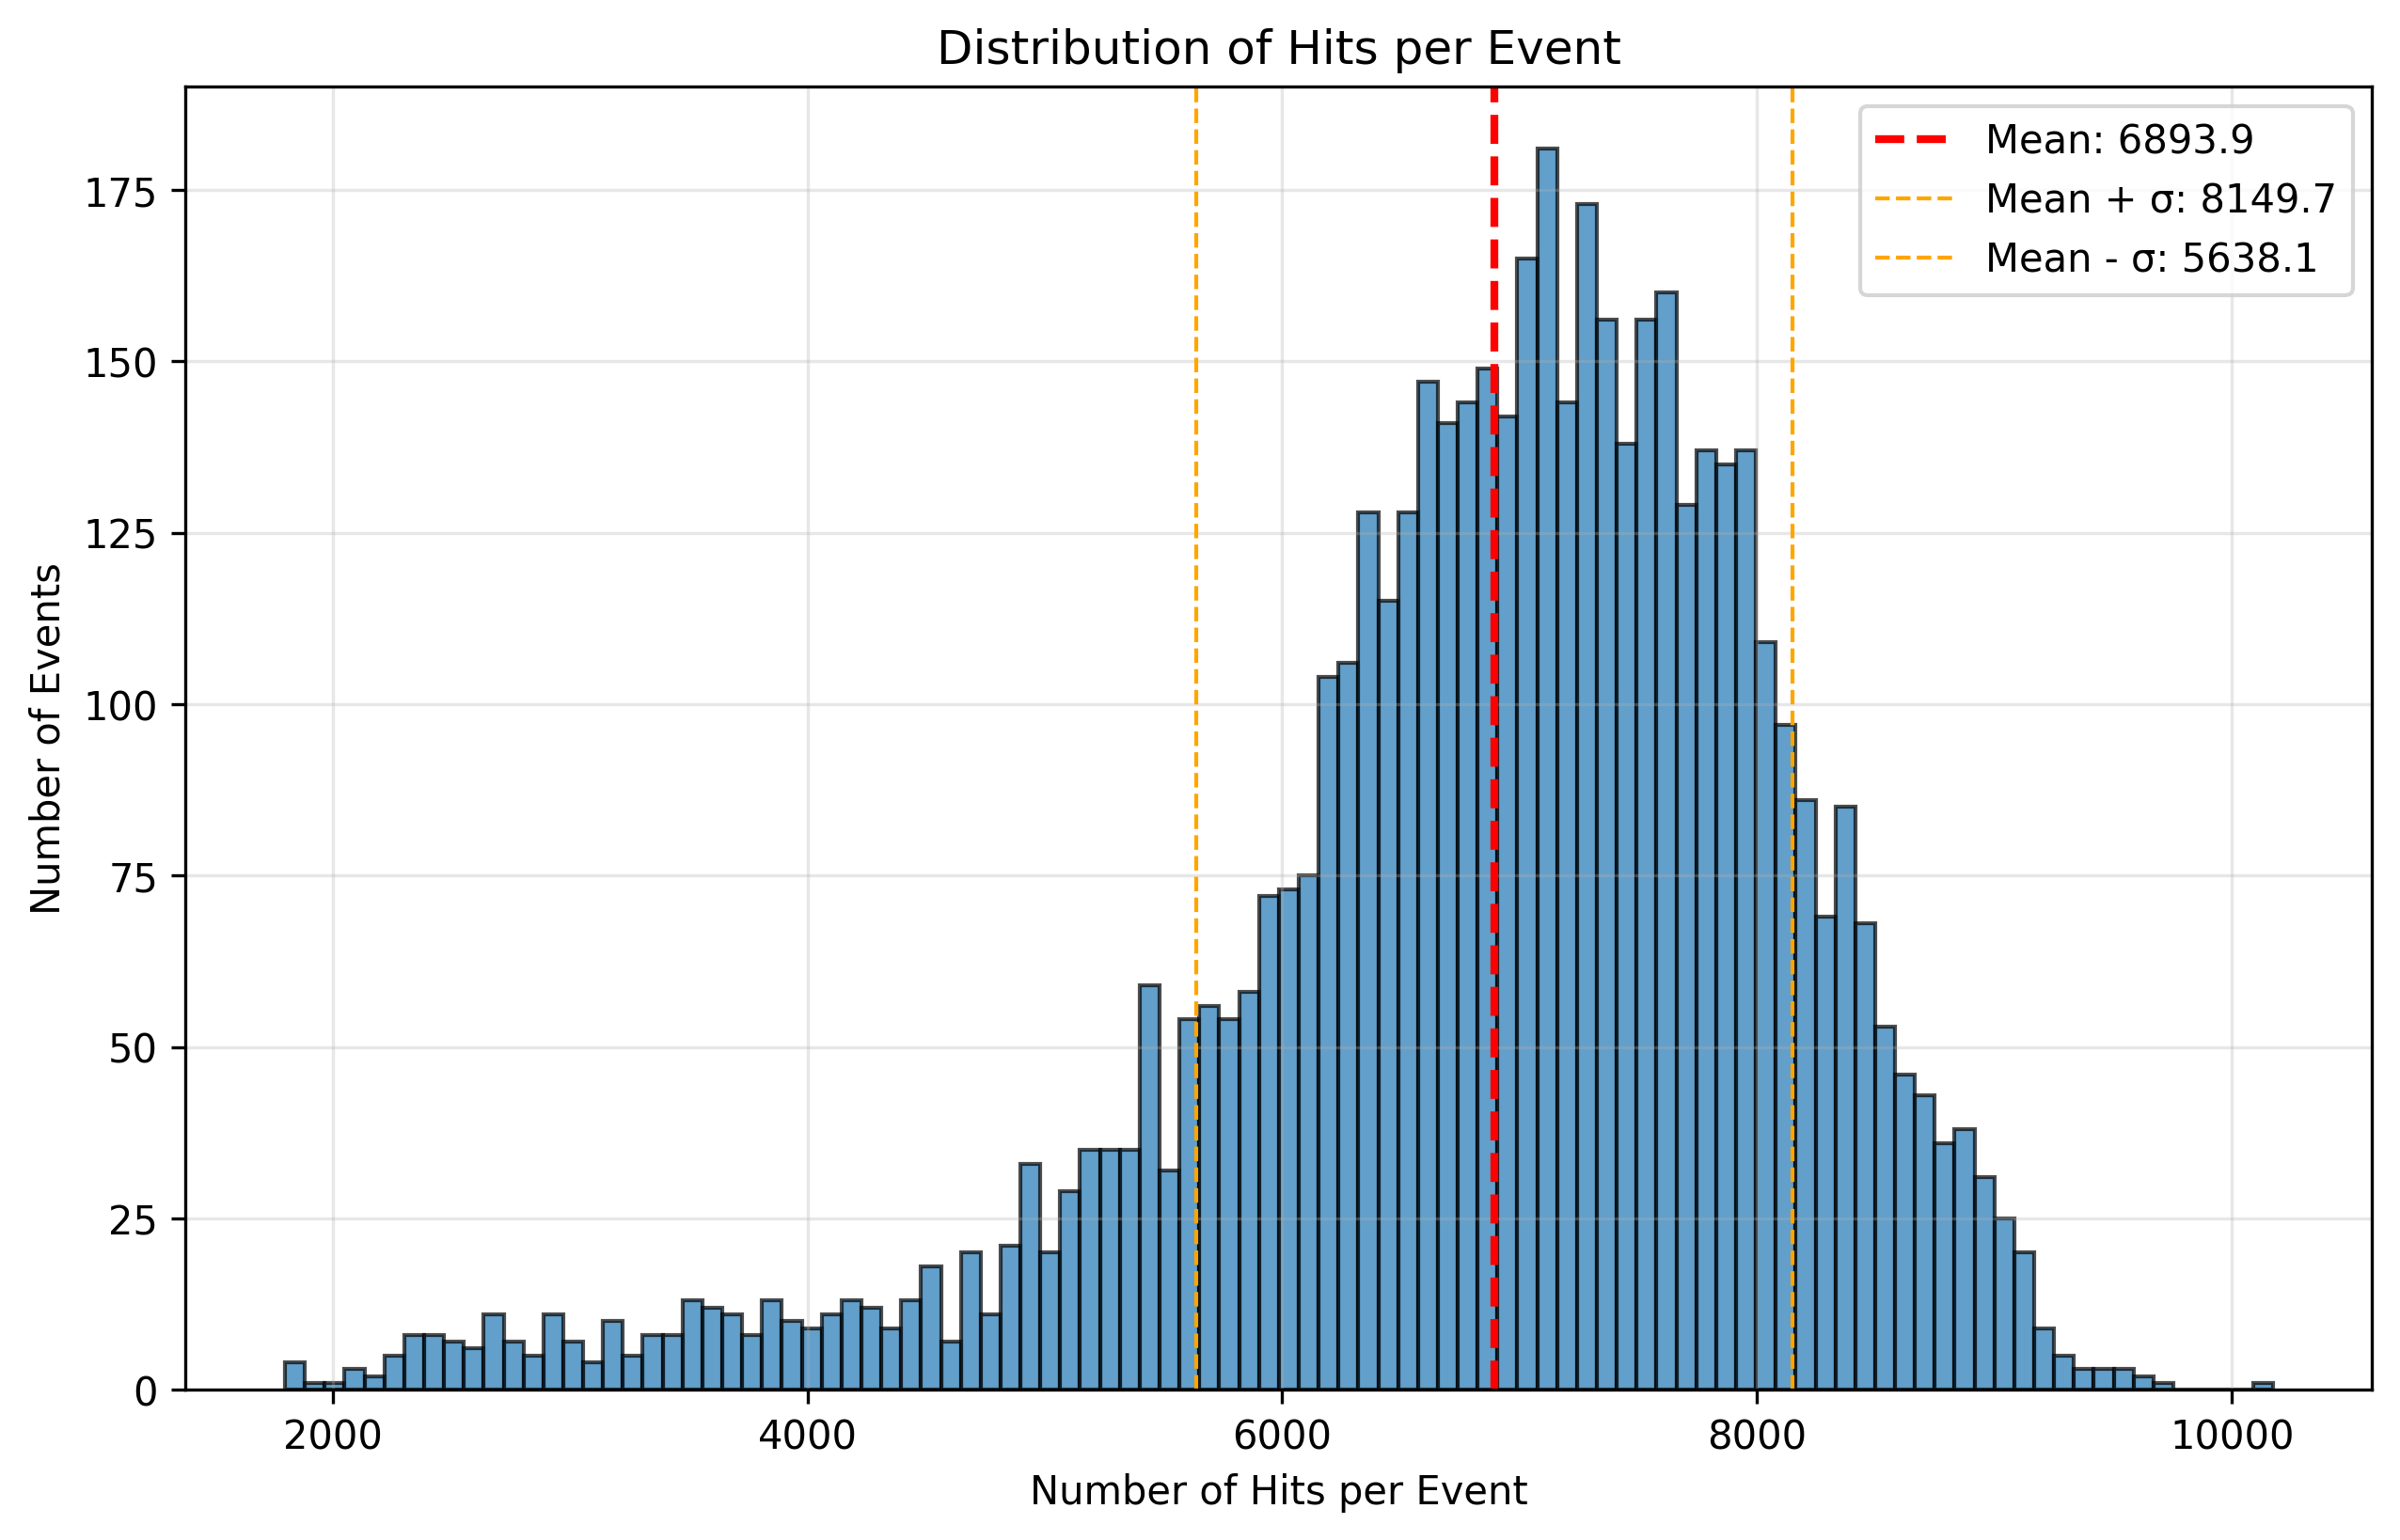 Distribution of Hits per Event
Mean: 6893.9
Mean + σ: 8149.7
Mean - σ: 5638.1
Number of Events
175
150
125
100
75
50
25
0
2000
4000
6000
8000
10000
Number of Hits per Event